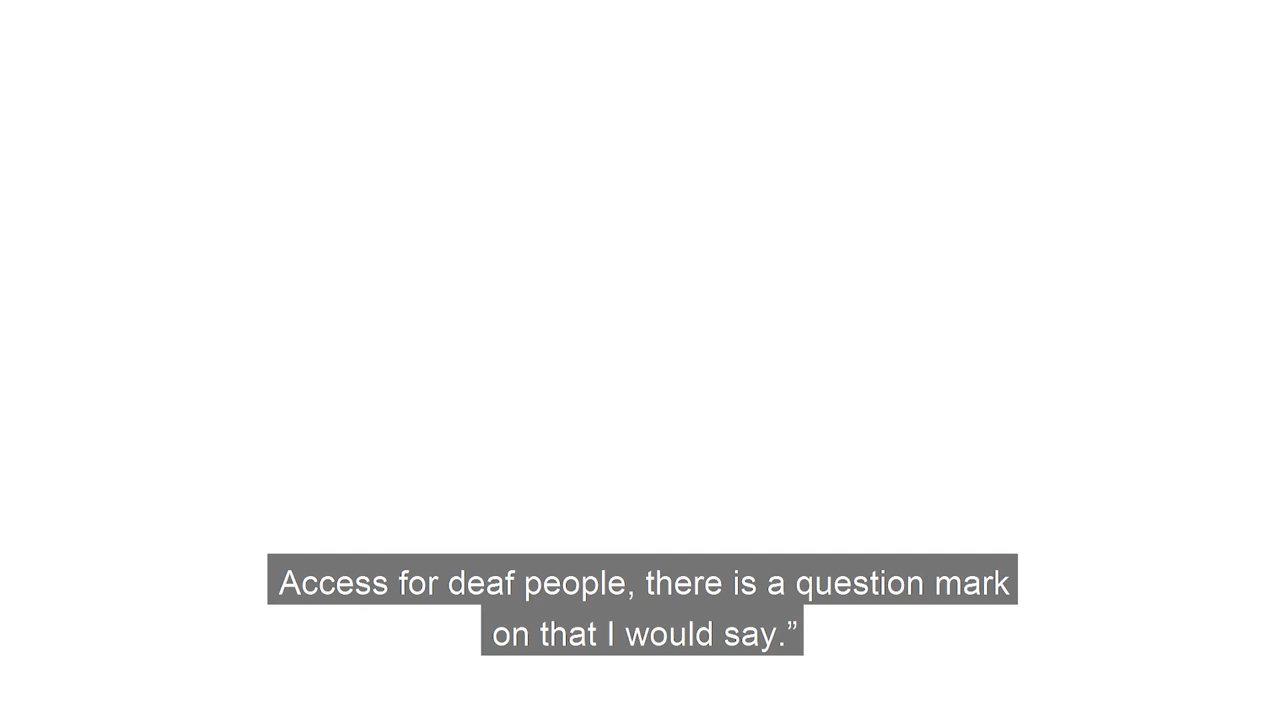 Access for deaf people, there is a question mark
on that I would say.”